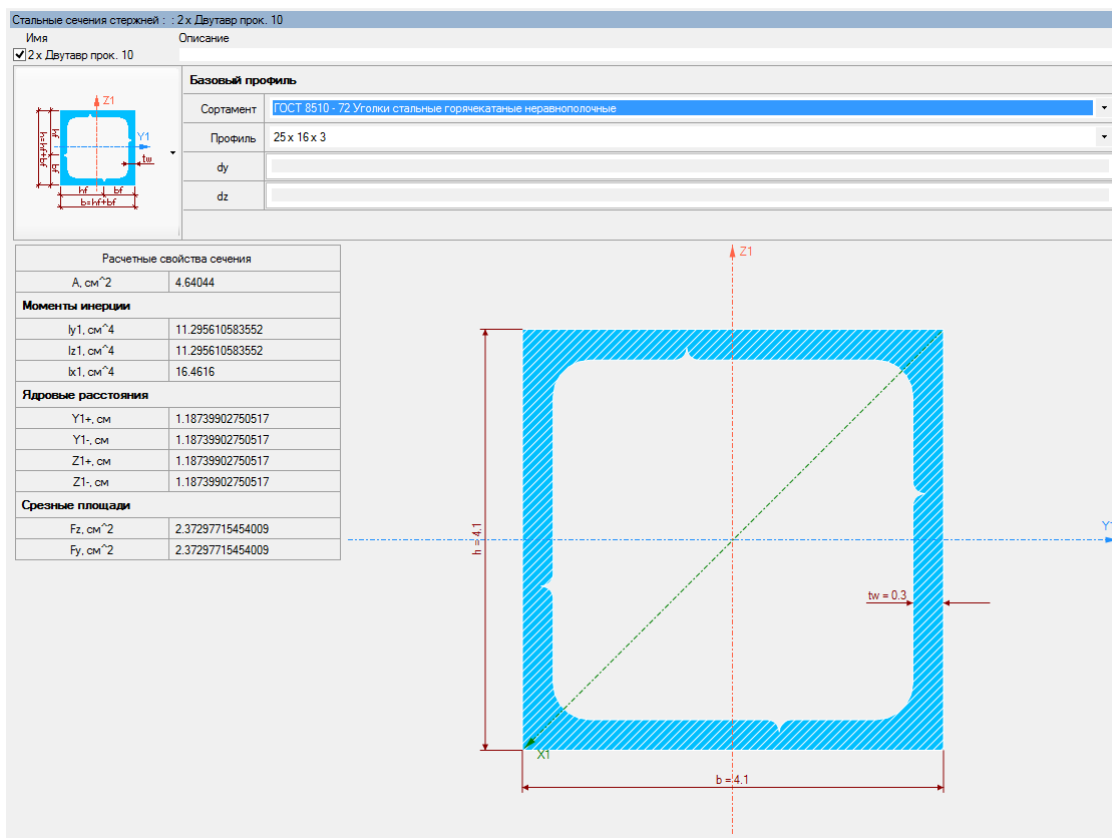 Стальные сечения стержней : : 2 x Двутавр прок. 10
Имя Описание
2 x Двутавр прок. 10
Базовый профиль
Сортамент ГОСТ 8510 - 72 Уголки стальные горячекатаные неравнополочные
Профиль 25 x 16 x 3
dy
dz
Z1
Y1
tw
h=hf+bf
bf
hf
hf bf
b=hf+bf
Расчетные свойства сечения
A, см^2 4.64044
Моменты инерции
Iy1, см^4 11.295610583552
Iz1, см^4 11.295610583552
Ix1, см^4 16.4616
Ядровые расстояния
Y1+, см 1.18739902750517
Y1-, см 1.18739902750517
Z1+, см 1.18739902750517
Z1-, см 1.18739902750517
Срезные площади
Fz, см^2 2.37297715454009
Fy, см^2 2.37297715454009
Z1
h = 4.1
Y1
tw = 0.3
X1
b = 4.1